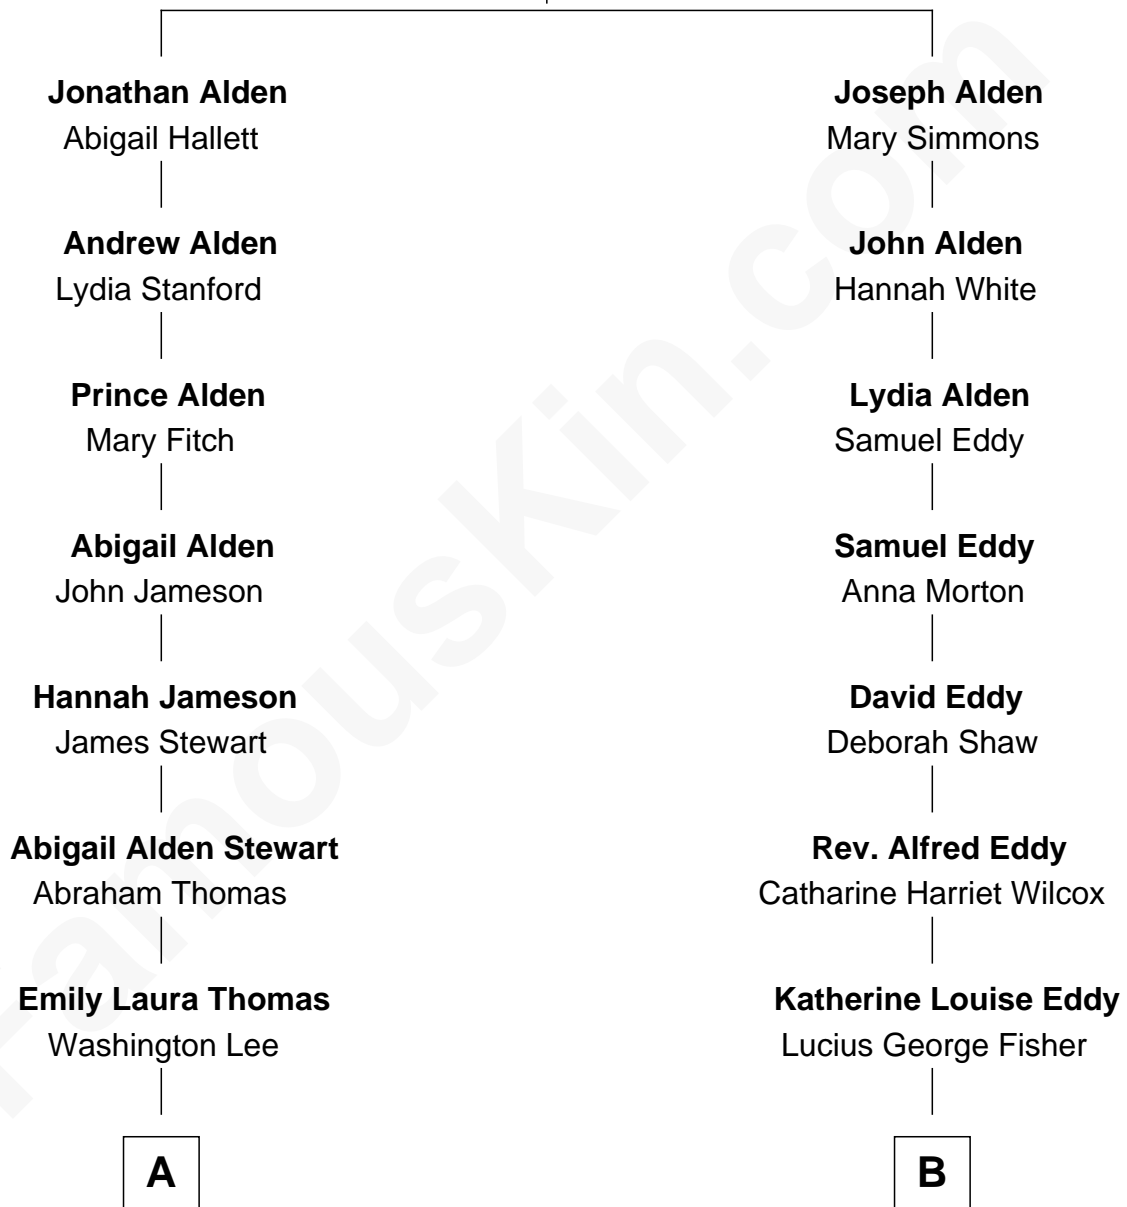 Jonathan Alden
Abigail Hallett
Joseph Alden
Mary Simmons
Andrew Alden
Lydia Stanford
John Alden
Hannah White
Prince Alden
Mary Fitch
Lydia Alden
Samuel Eddy
Abigail Alden
John Jameson
Samuel Eddy
Anna Morton
Hannah Jameson
James Stewart
David Eddy
Deborah Shaw
Abigail Alden Stewart
Abraham Thomas
Rev. Alfred Eddy
Catharine Harriet Wilcox
Emily Laura Thomas
Washington Lee
Katherine Louise Eddy
Lucius George Fisher
A
B
FamousKin.com